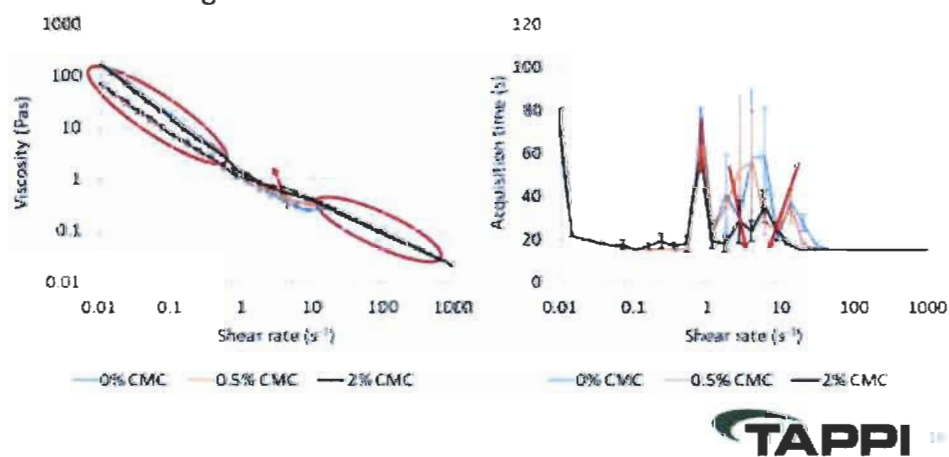 1000
100
10
1
0.1
0.01
Viscosity (Pas)
0.01 0.1 1 10 100 1000
Shear rate (s⁻¹)
0% CMC 0.5% CMC 2% CMC
120
100
80
60
40
20
0
Acquisition time (s)
0.01 0.1 1 10 100 1000
Shear rate (s⁻¹)
0% CMC 0.5% CMC 2% CMC
TAPPI